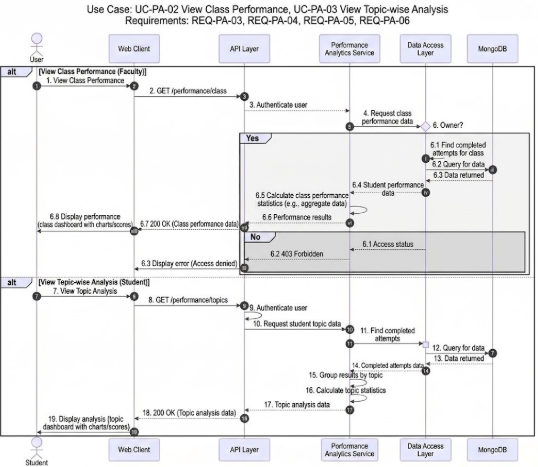 Use Case: UC-PA-02 View Class Performance, UC-PA-03 View Topic-wise Analysis
Requirements: REQ-PA-03, REQ-PA-04, REQ-PA-05, REQ-PA-06
User
Web Client
API Layer
Performance
Analytics Service
Data Access
Layer
MongoDB
alt
[View Class Performance (Faculty)]
1. View Class Performance
2. GET /performance/class
3. Authenticate user
4. Request class
performance data
6. Owner?
Yes
6.1 Find completed
attempts for class
6.2 Query for data
6.3 Data returned
6.4 Student performance
data
6.5 Calculate class performance
statistics (e.g., aggregate data)
6.6 Performance results
6.7 200 OK (Class performance data)
6.8 Display performance
(class dashboard with charts/scores)
No
6.1 Access status
6.2 403 Forbidden
6.3 Display error (Access denied)
alt
[View Tepic-wise Analysis (Student)]
7. View Topic Analysis
8. GET /performance/topics
9. Authenticate user
10. Request student topic data
11. Find completed
attempts
12. Query for data
13. Data returned
14. Completed attempts data
15. Group results by topic
16. Calculate topic statistics
17. Topic analysis data
18. 200 OK (Topic analysis data)
19. Display analysis (topic
dashboard with charts/scores)
Student
Web Client
API Layer
Performance
Analytics Service
Data Access
Layer
MongoDB